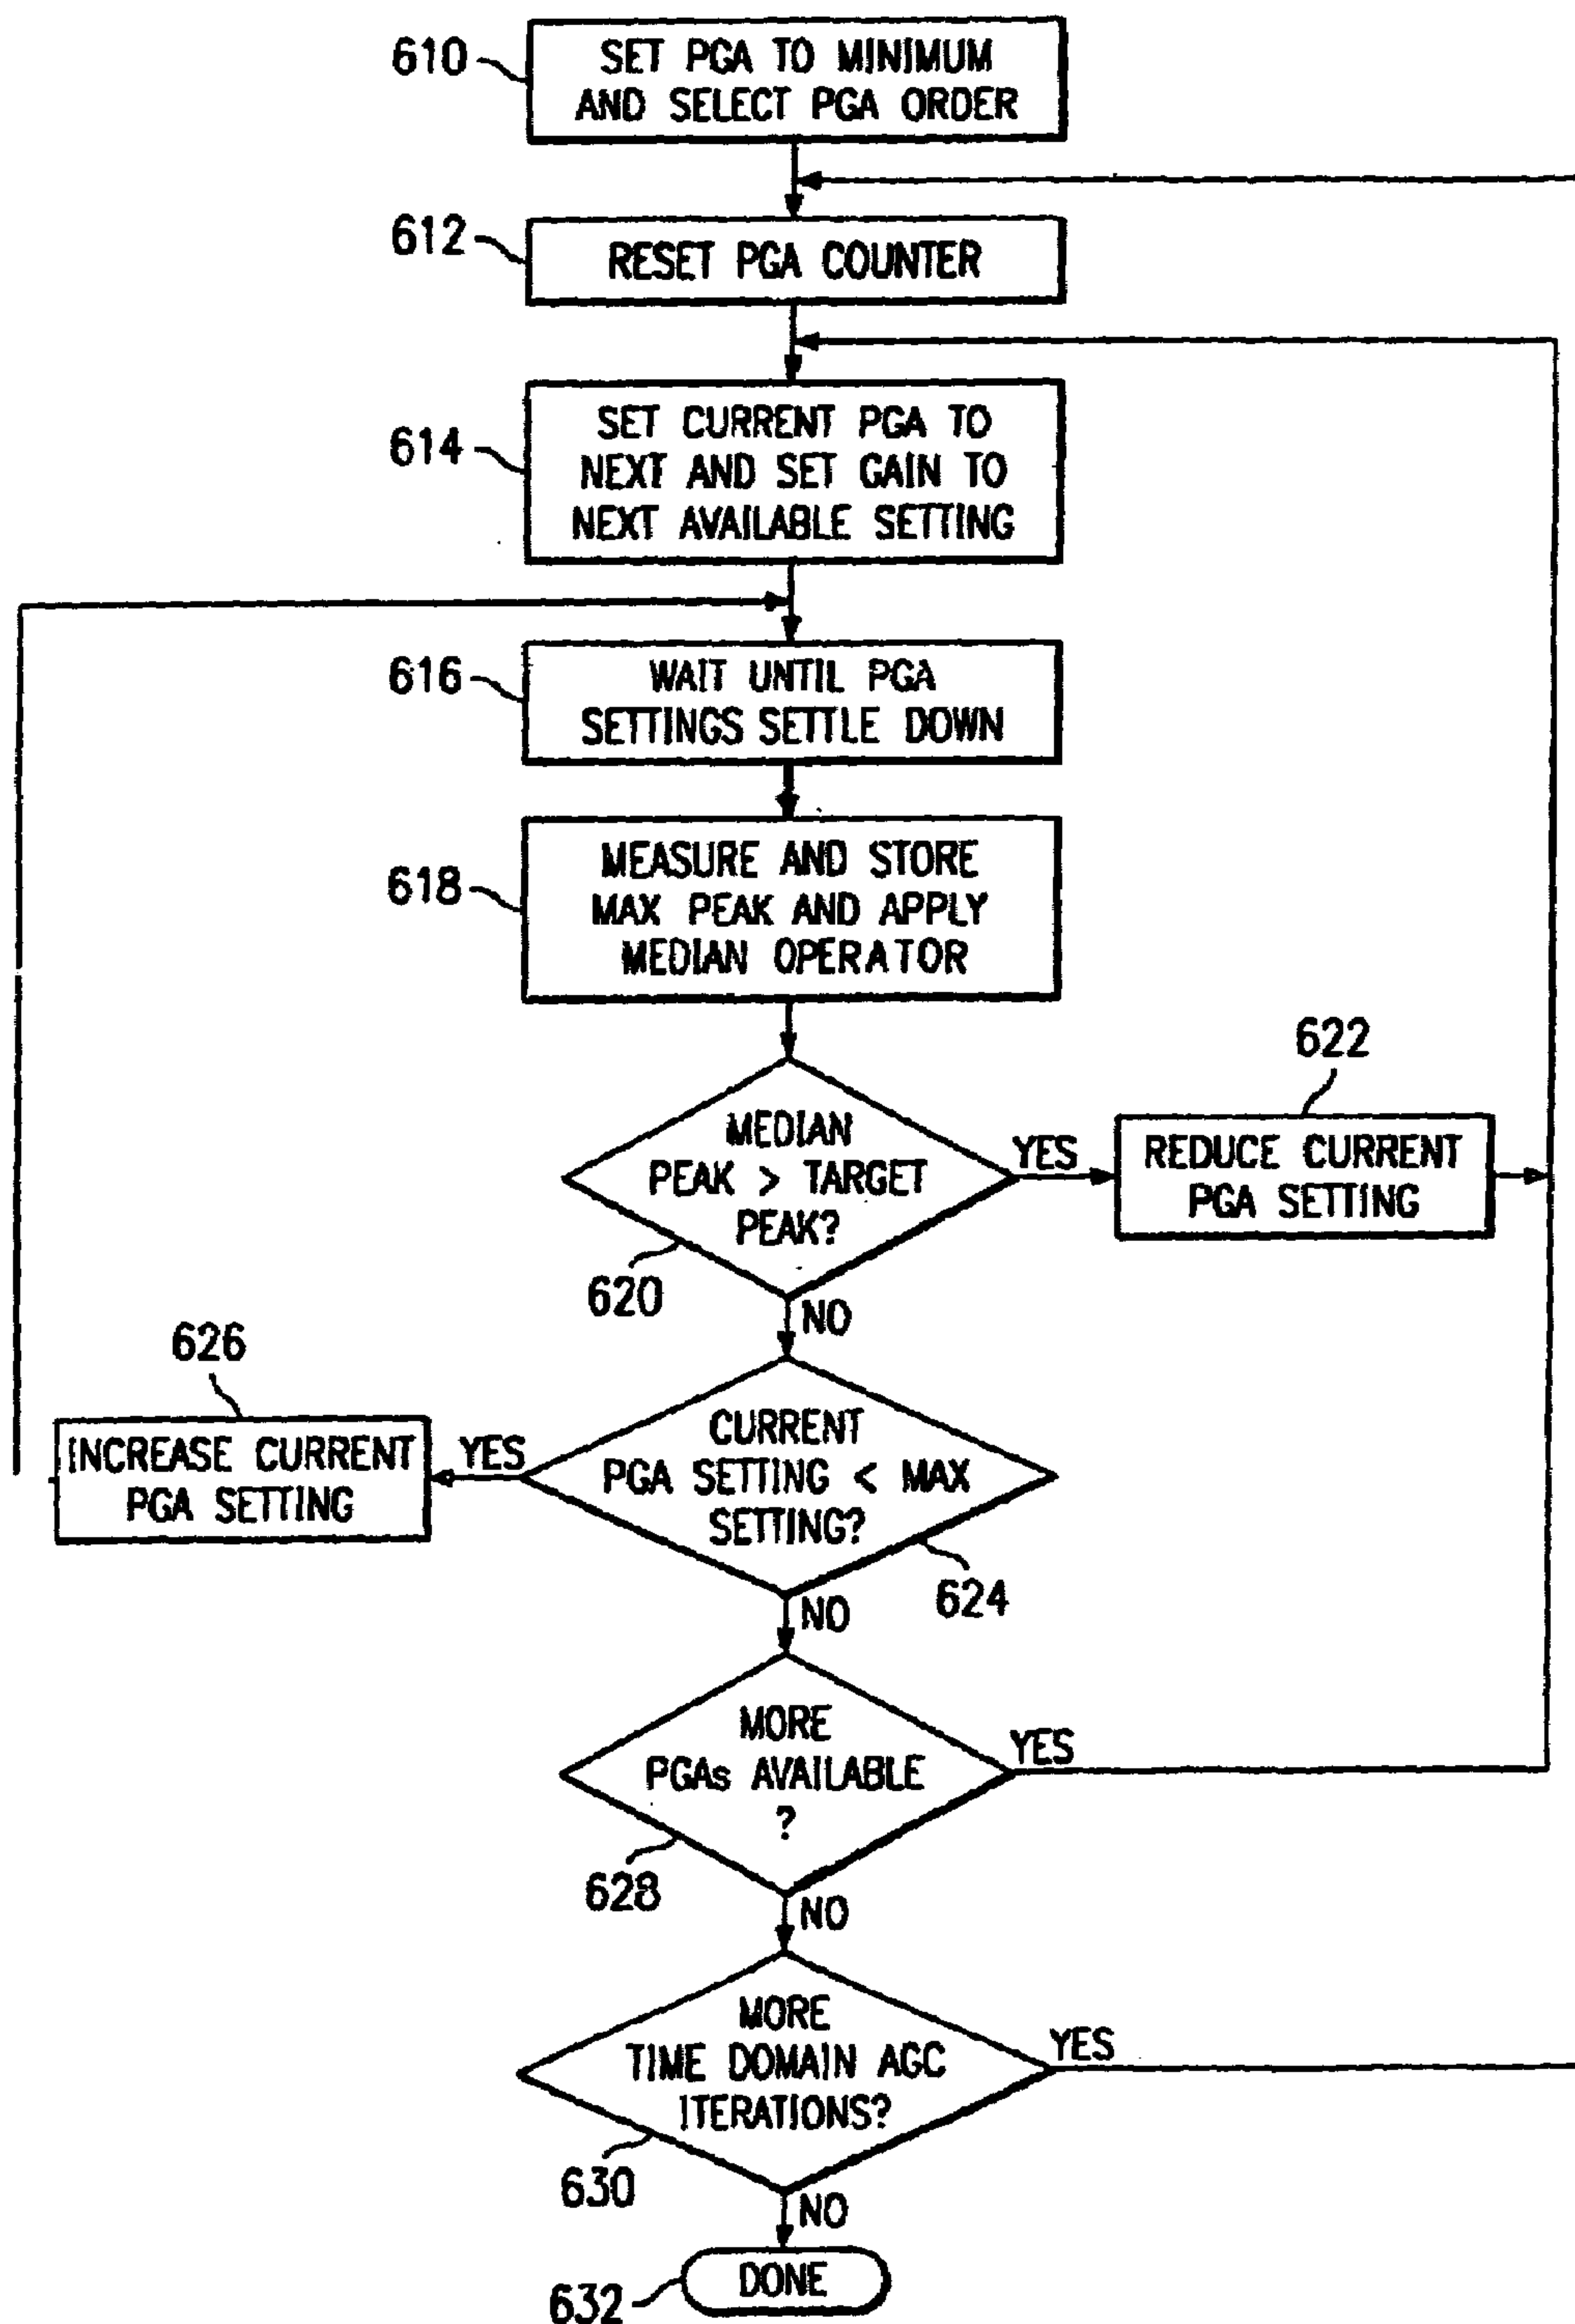 610
SET PGA TO MINIMUM
AND SELECT PGA ORDER
612
RESET PGA COUNTER
614
SET CURRENT PGA TO
NEXT AND SET GAIN TO
NEXT AVAILABLE SETTING
616
WAIT UNTIL PGA
SETTINGS SETTLE DOWN
618
MEASURE AND STORE
MAX PEAK AND APPLY
MEDIAN OPERATOR
622
MEDIAN
PEAK > TARGET
PEAK?
YES
REDUCE CURRENT
PGA SETTING
620
NO
626
INCREASE CURRENT
PGA SETTING
YES
CURRENT
PGA SETTING < MAX
SETTING?
624
NO
MORE
PGAs AVAILABLE
?
YES
628
NO
MORE
TIME DOMAIN AGC
ITERATIONS?
YES
630
NO
DONE
632